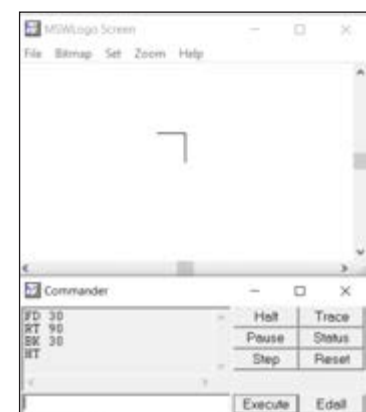 MSWLogo Screen
File Bitmap Set Zoom Help
Commander
FD 30
RT 90
BK 30
HT
Halt Trace
Pause Status
Step Reset
Execute Edall